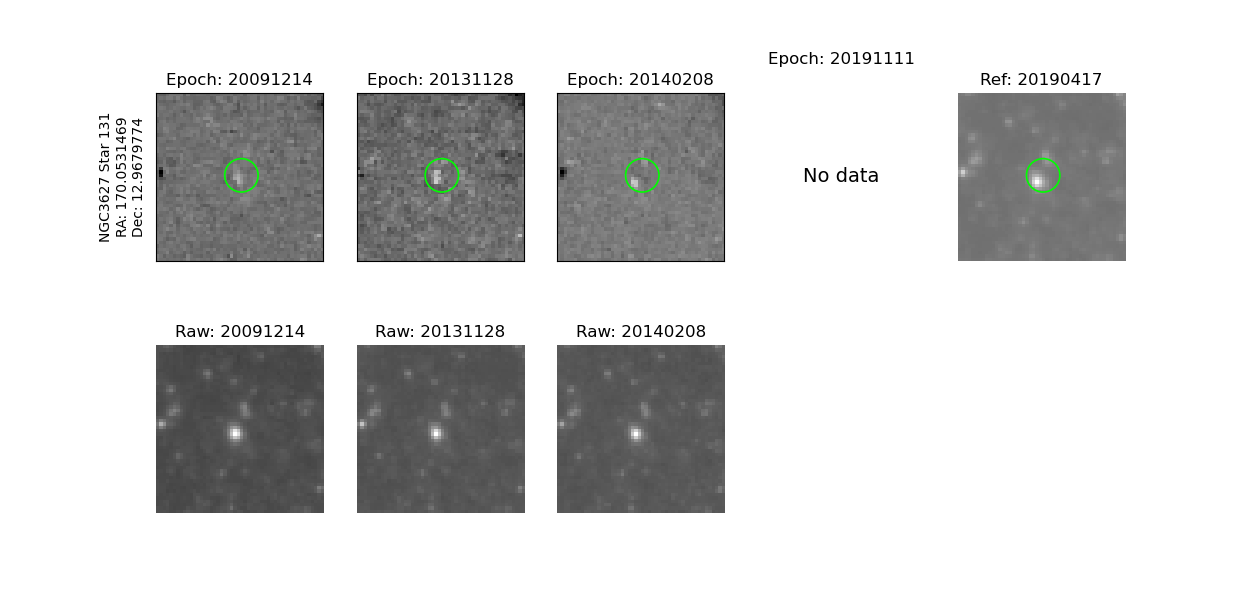 NGC3627 Star 131
RA: 170.0531469
Dec: 12.9679774
Epoch: 20091214
Epoch: 20131128
Epoch: 20140208
Epoch: 20191111
No data
Ref: 20190417
Raw: 20091214
Raw: 20131128
Raw: 20140208